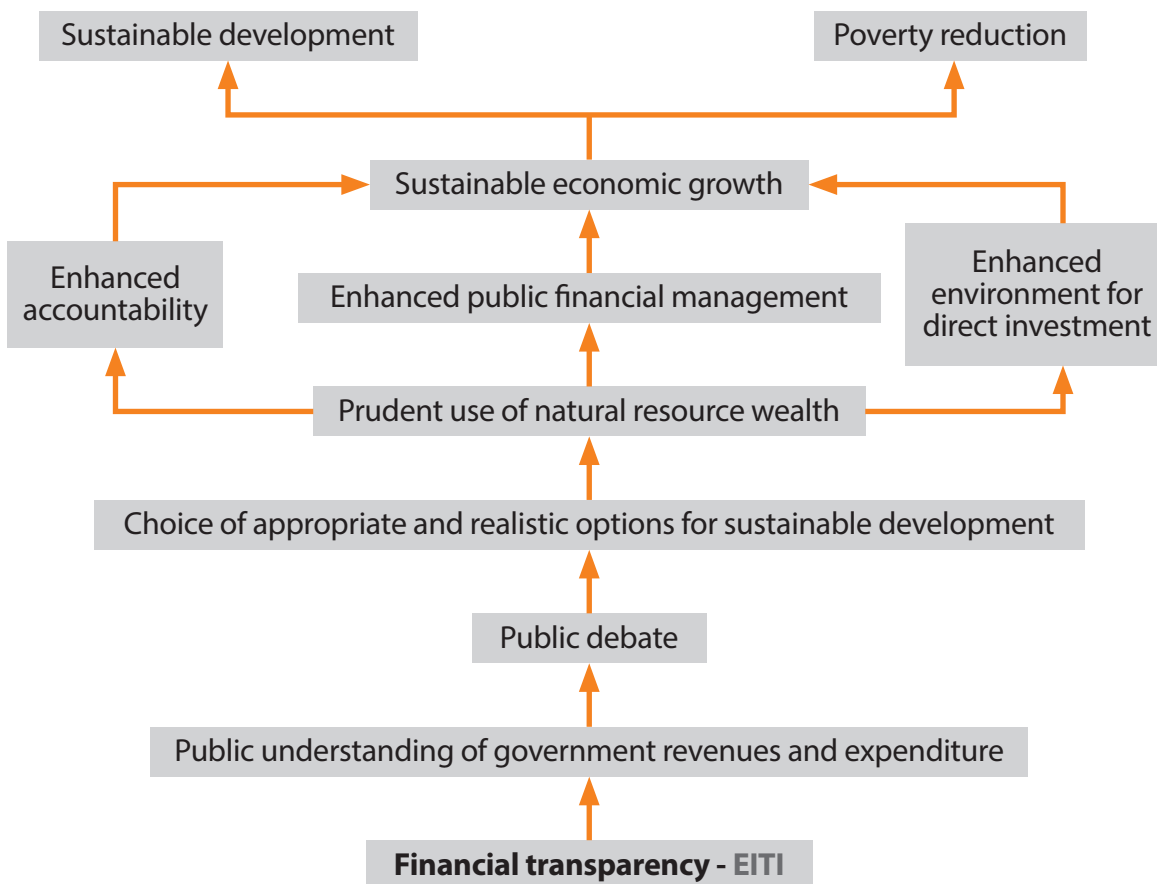 Sustainable development
Poverty reduction
Sustainable economic growth
Enhanced
accountability
Enhanced public financial management
Enhanced
environment for
direct investment
Prudent use of natural resource wealth
Choice of appropriate and realistic options for sustainable development
Public debate
Public understanding of government revenues and expenditure
Financial transparency - EITI